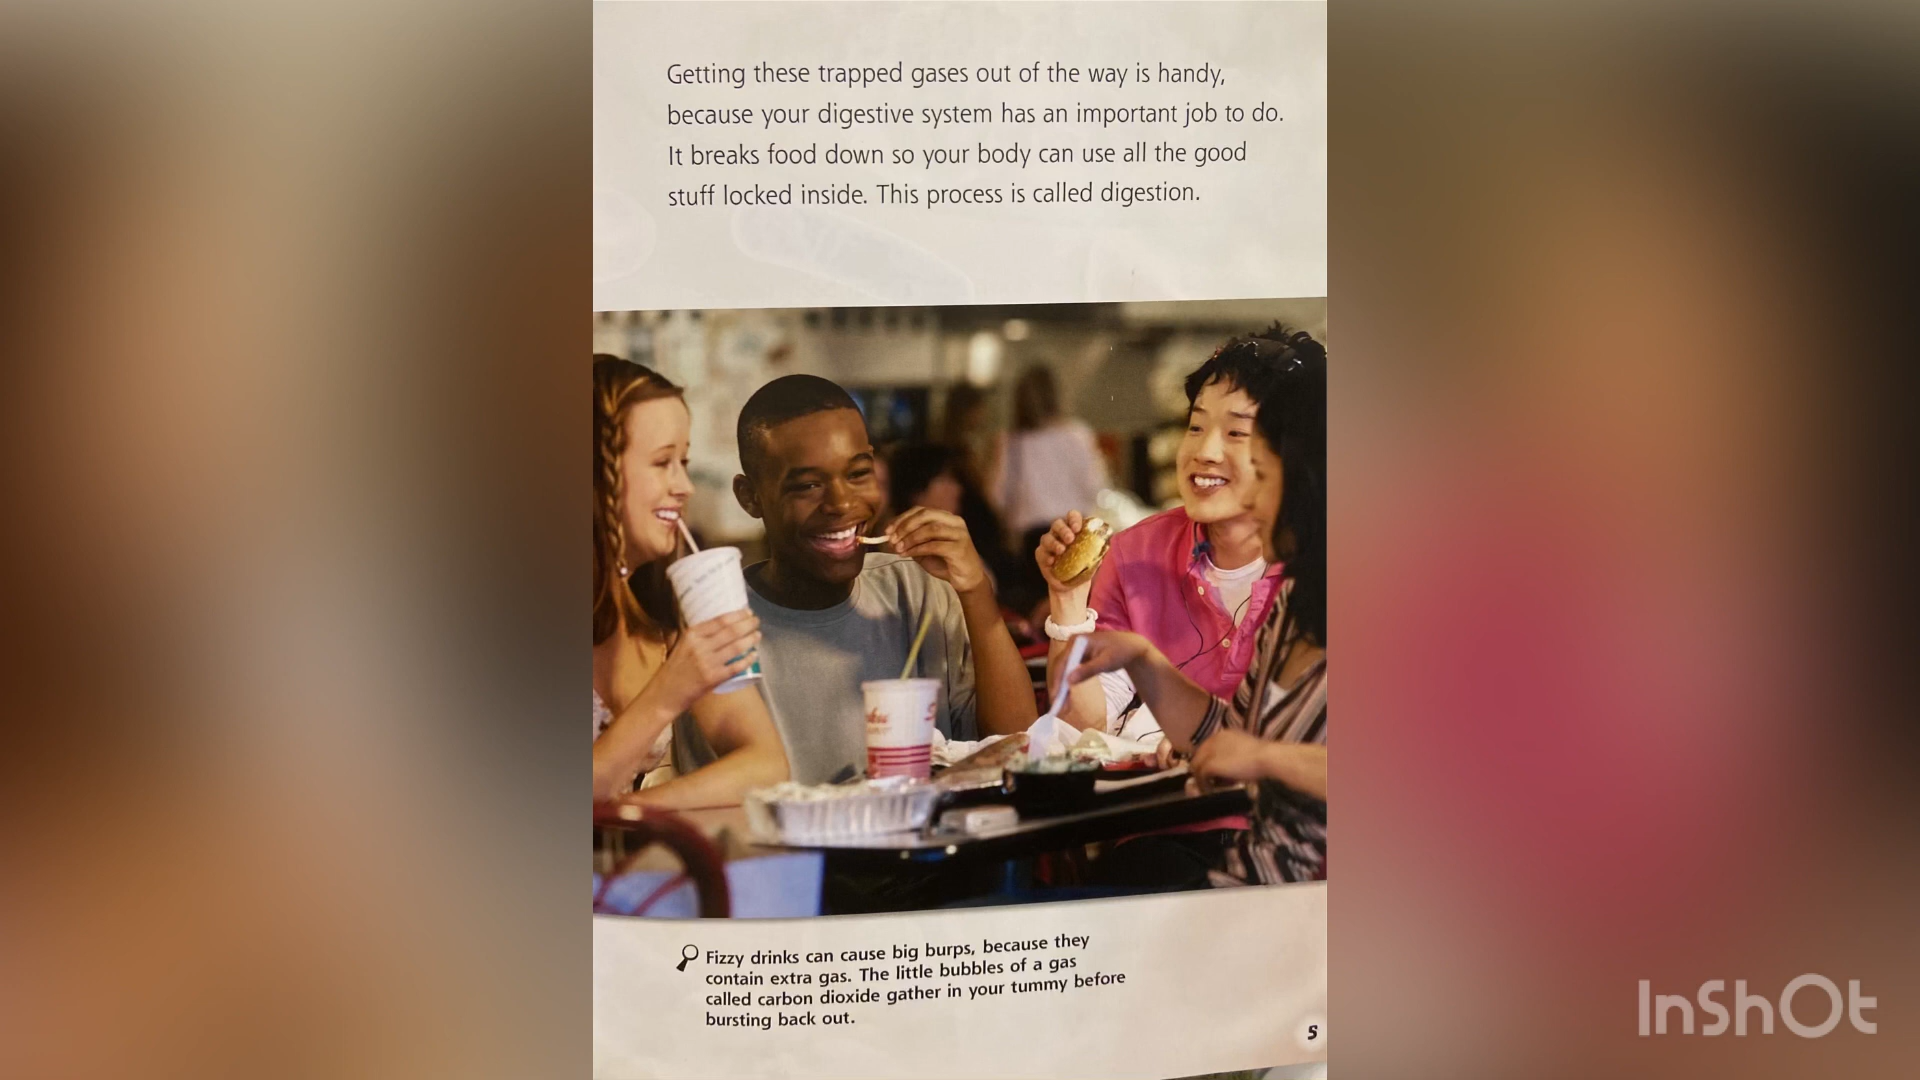 Getting these trapped gases out of the way is handy,
because your digestive system has an important job to do.
It breaks food down so your body can use all the good
stuff locked inside. This process is called digestion.
Fizzy drinks can cause big burps, because they
contain extra gas. The little bubbles of a gas
called carbon dioxide gather in your tummy before
bursting back out.
5
InShOt